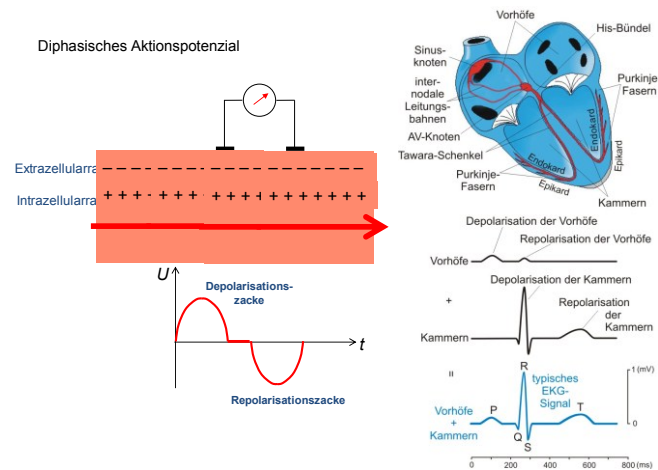 Diphasisches Aktionspotenzial
Extrazellularra
Intrazellularra
U
Depolarisations-
zacke
t
Repolarisationszacke
Vorhöfe
His-Bündel
Sinus-
knoten
inter-
nodale
Leitungs-
bahnen
AV-Knoten
Tawara-Schenkel
Purkinje-
Fasern
Purkinje
Fasern
Endokard
Epikard
Endokard
Epikard
Kammern
Depolarisation der Vorhöfe
Repolarisation der Vorhöfe
Vorhöfe
+
Depolarisation der Kammern
Repolarisation
der
Kammern
Kammern
=
R
typisches
EKG-
Signal
1 (mV)
P
T
Vorhöfe
+
Kammern
Q
S
0
0 200 400 600 800 (ms)